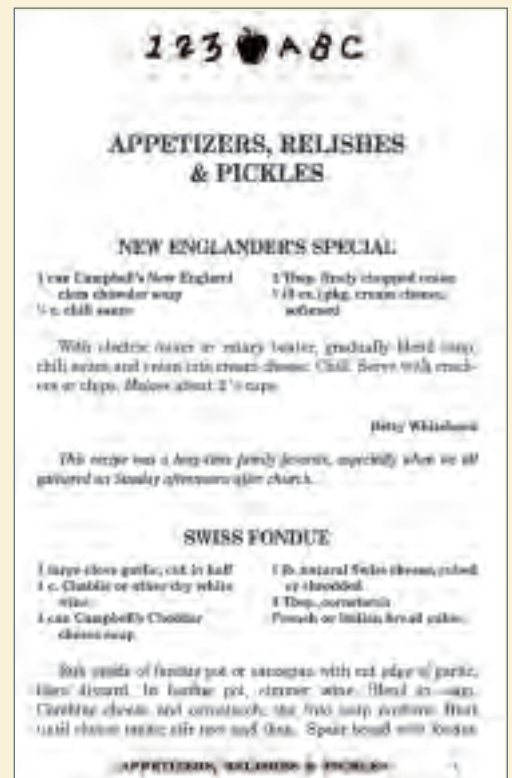 123 ABC
APPETIZERS, RELISHES
& PICKLES
NEW ENGLANDER'S SPECIAL
1 can Campbell's New England
clam chowder soup
c. chili sauce
2 Tbsp. finely chopped onion
1 (8 oz.) pkg. cream cheese,
softened
With electric mixer or rotary beater, gradually blend soup,
chili sauce and onion into cream cheese. Chill. Serve with crack-
ers or chips. Makes about 2 cups.
Betty
This recipe was a long-time family favorite, especially when we all
gathered on Sunday afternoons after church.
SWISS FONDUE
1 large clove garlic, cut in half
1 c. Chablis or other dry white
wine
1 can Campbell's Cheddar
cheese soup
1 lb. natural Swiss cheese, cubed
or shredded
Tbsp. cornstarch
French or Italian bread cubes
Rub inside of fondue pot or saucepan with cut edge of garlic,
then discard. In fondue pot, simmer wine. Blend in
Combine cheese and cornstarch; stir into soup mixture. Heat
until cheese melts; stir now and then. Spear bread with
APPETIZERS, RELISHES & PICKLES